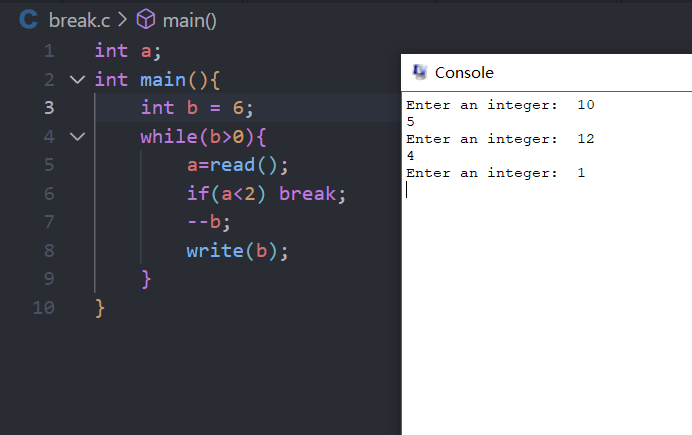 C break.c > main()
1 int a;
2 int main(){
3 int b = 6;
4 while(b>0){
5 a=read();
6 if(a<2) break;
7 --b;
8 write(b);
9 }
10 }
Console
Enter an integer: 10
5
Enter an integer: 12
4
Enter an integer: 1